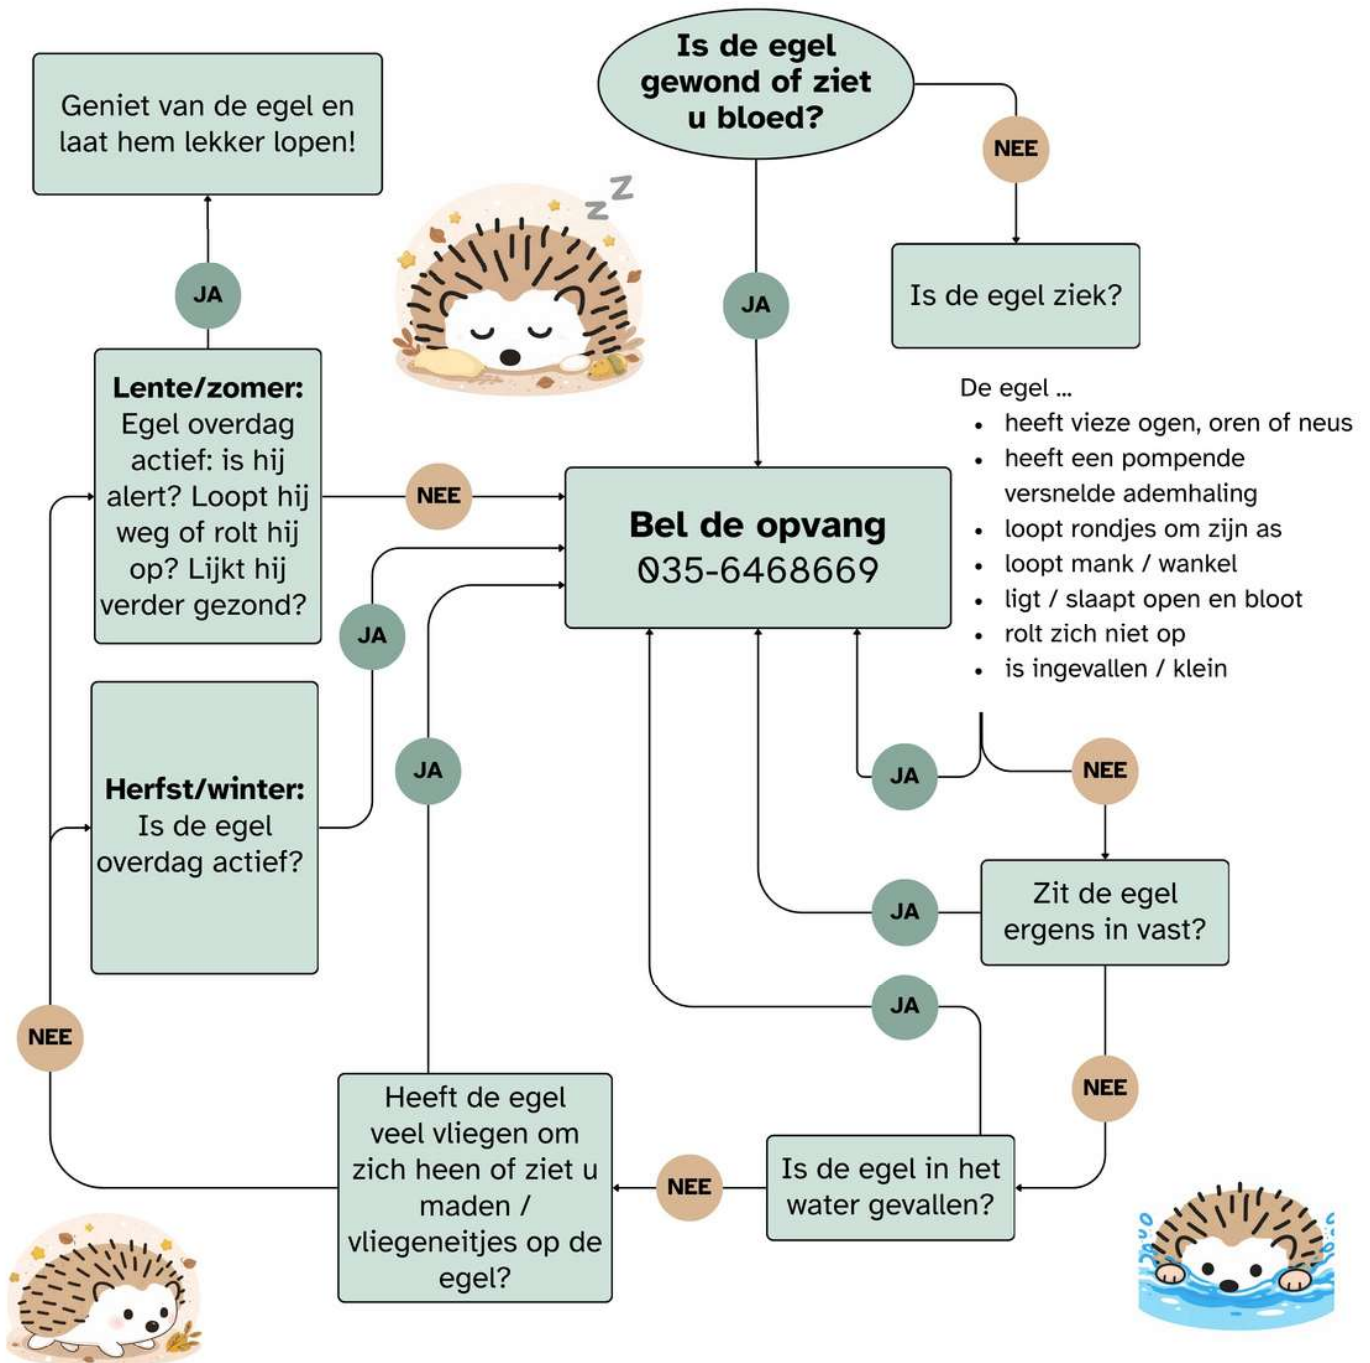 Is de egel
gewond of ziet
u bloed?
Geniet van de egel en
laat hem lekker lopen!
NEE
JA
JA
Is de egel ziek?
z
Z
Lente/zomer:
Egel overdag
actief: is hij
alert? Loopt hij
weg of rolt hij
op? Lijkt hij
verder gezond?
NEE
De egel ...
• heeft vieze ogen, oren of neus
• heeft een pompende
versnelde ademhaling
• loopt rondjes om zijn as
• loopt mank / wankel
• ligt / slaapt open en bloot
• rolt zich niet op
• is ingevallen / klein
Bel de opvang
035-6468669
JA
JA
JA
NEE
Herfst/winter:
Is de egel
overdag actief?
Zit de egel
ergens in vast?
JA
JA
NEE
NEE
Heeft de egel
veel vliegen om
zich heen of ziet u
maden /
vliegeneitjes op de
egel?
NEE
Is de egel in het
water gevallen?